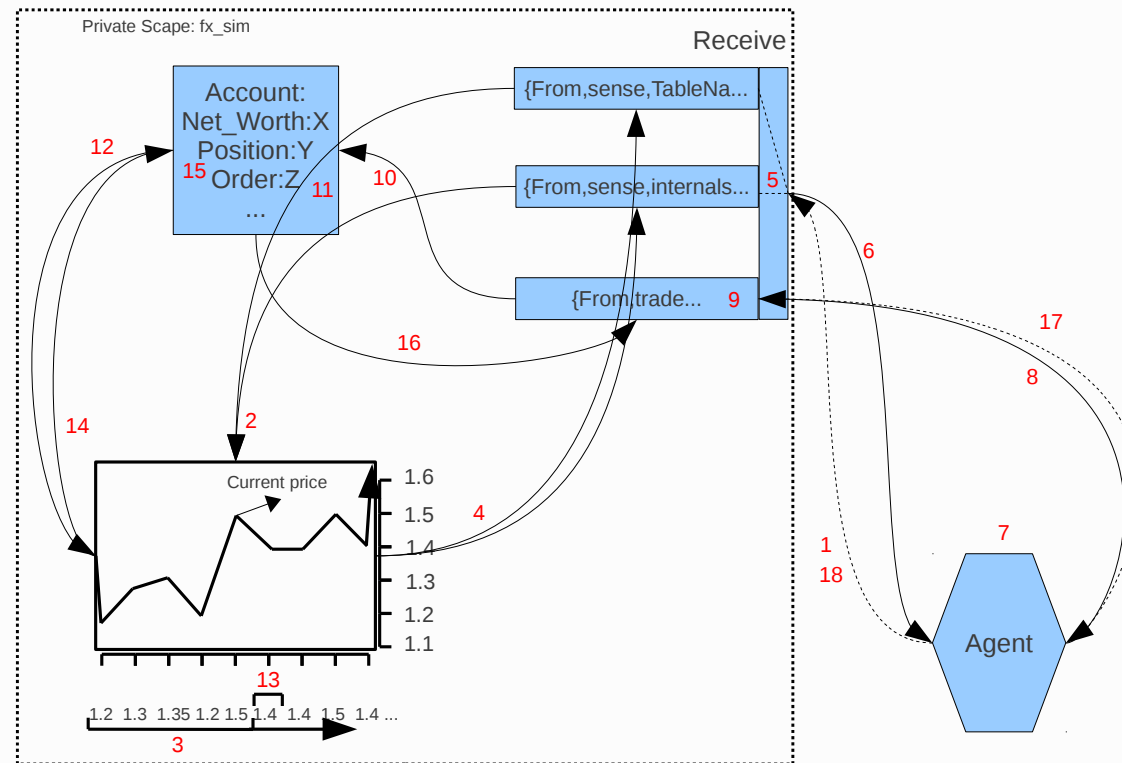 Private Scape: fx_sim
Receive
{From,sense,TableNa...
Account:
Net_Worth:X
Position:Y
Order:Z
...
12
15
11
10
{From,sense,internals...
5
6
{From,trade...
9
17
16
8
14
2
Current price
4
1.6
1.5
1.4
1.3
1.2
1.1
7
1
18
Agent
13
1.2 1.3 1.35 1.2 1.5 1.4 1.4 1.5 1.4 ...
3